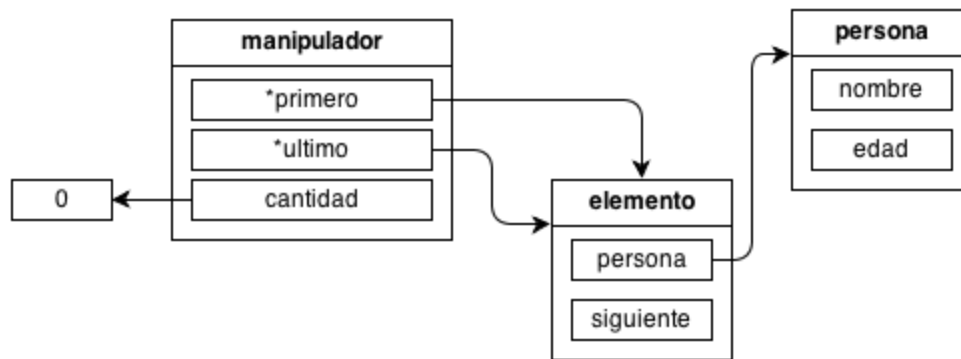 manipulador
*primero
*ultimo
cantidad
0
elemento
persona
siguiente
persona
nombre
edad